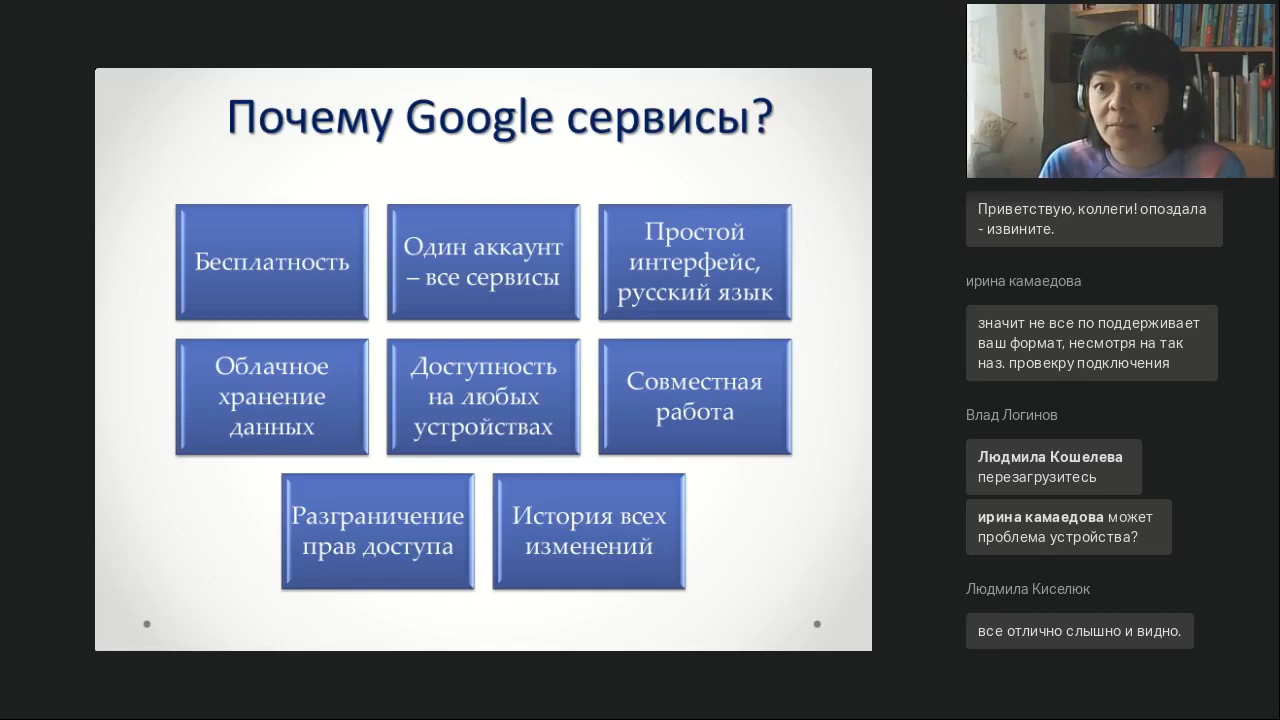 Почему Google сервисы?
Бесплатность
Один аккаунт
– все сервисы
Простой
интерфейс,
русский язык
Облачное
хранение
данных
Доступность
на любых
устройствах
Совместная
работа
Разграничение
прав доступа
История всех
изменений
Приветствую, коллеги! опоздала
- извините.
ирина камаедова
значит не все по поддерживает
ваш формат, несмотря на так
наз. провекру подключения
Влад Логинов
Людмила Кошелева
перезагрузитесь
ирина камаедова может
проблема устройства?
Людмила Киселюк
все отлично слышно и видно.